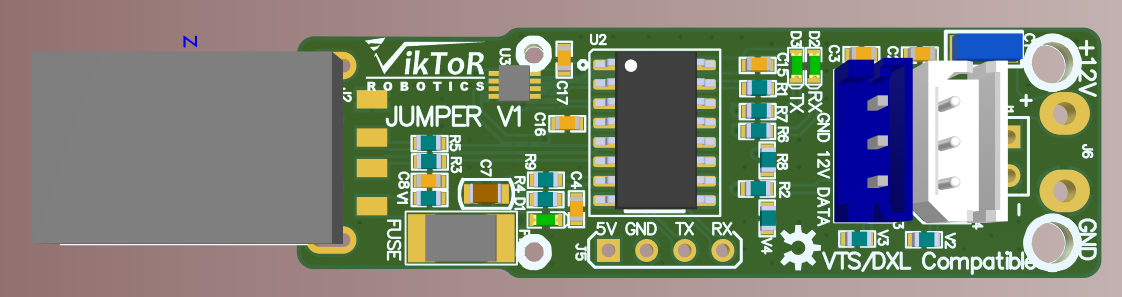 Z
VikToR
ROBOTICS
JUMPER V1
J2
U3
C17
C16
U2
R5
R3
C8
V1
C7
R9
R4
D1
C4
FUSE
J5
5V GND TX RX
D3
D2
TX
RX
C15
R1
R7
R6
R8
R2
V4
C3
GND 12V DATA
V3
V2
VTS/DXL Compatible
+12V
+
-
J6
GND